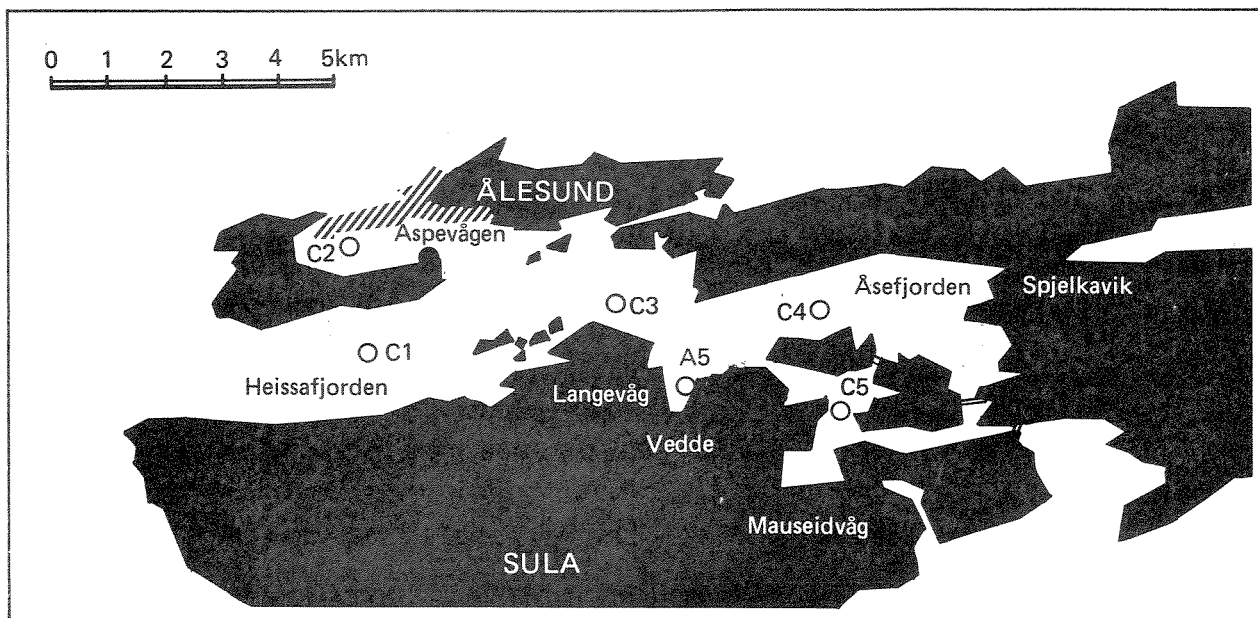 0 1 2 3 4 5km
ÅLESUND
Aspevågen
C2
Åsefjorden
Spjelkavik
C3
C4
C1
A5
Heissafjorden
Langevåg
C5
Vedde
Mauseidvåg
SULA